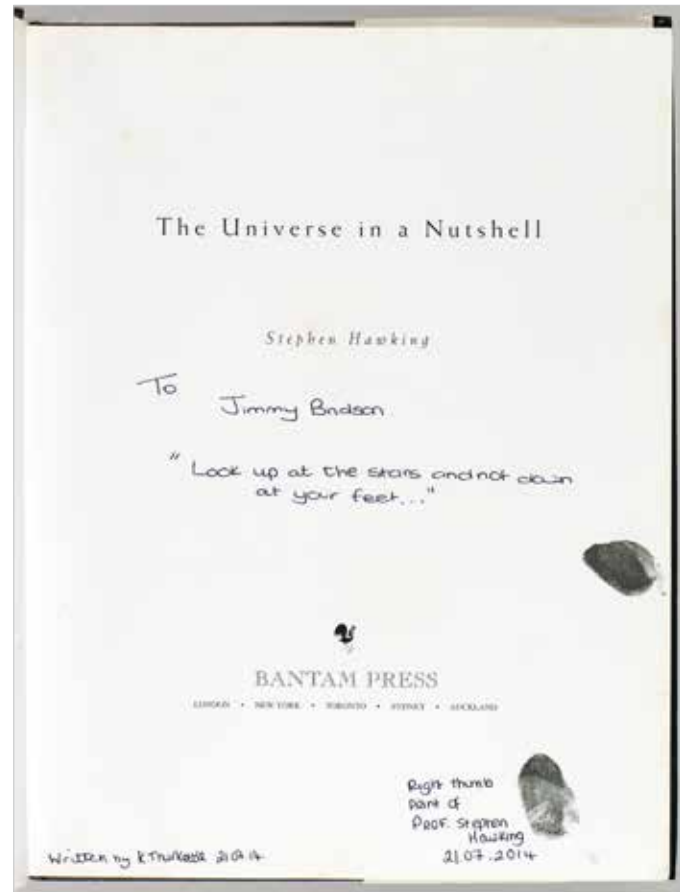 The Universe in a Nutshell
Stephen Hawking
To
Jimmy
"Look up at the stars and not down
at your feet..."
BANTAM PRESS
LONDON • NEW YORK • TORONTO • SYDNEY • AUCKLAND
Right thumb
print of
Prof. Stephen
Hawking
21.07.2014
Written by K